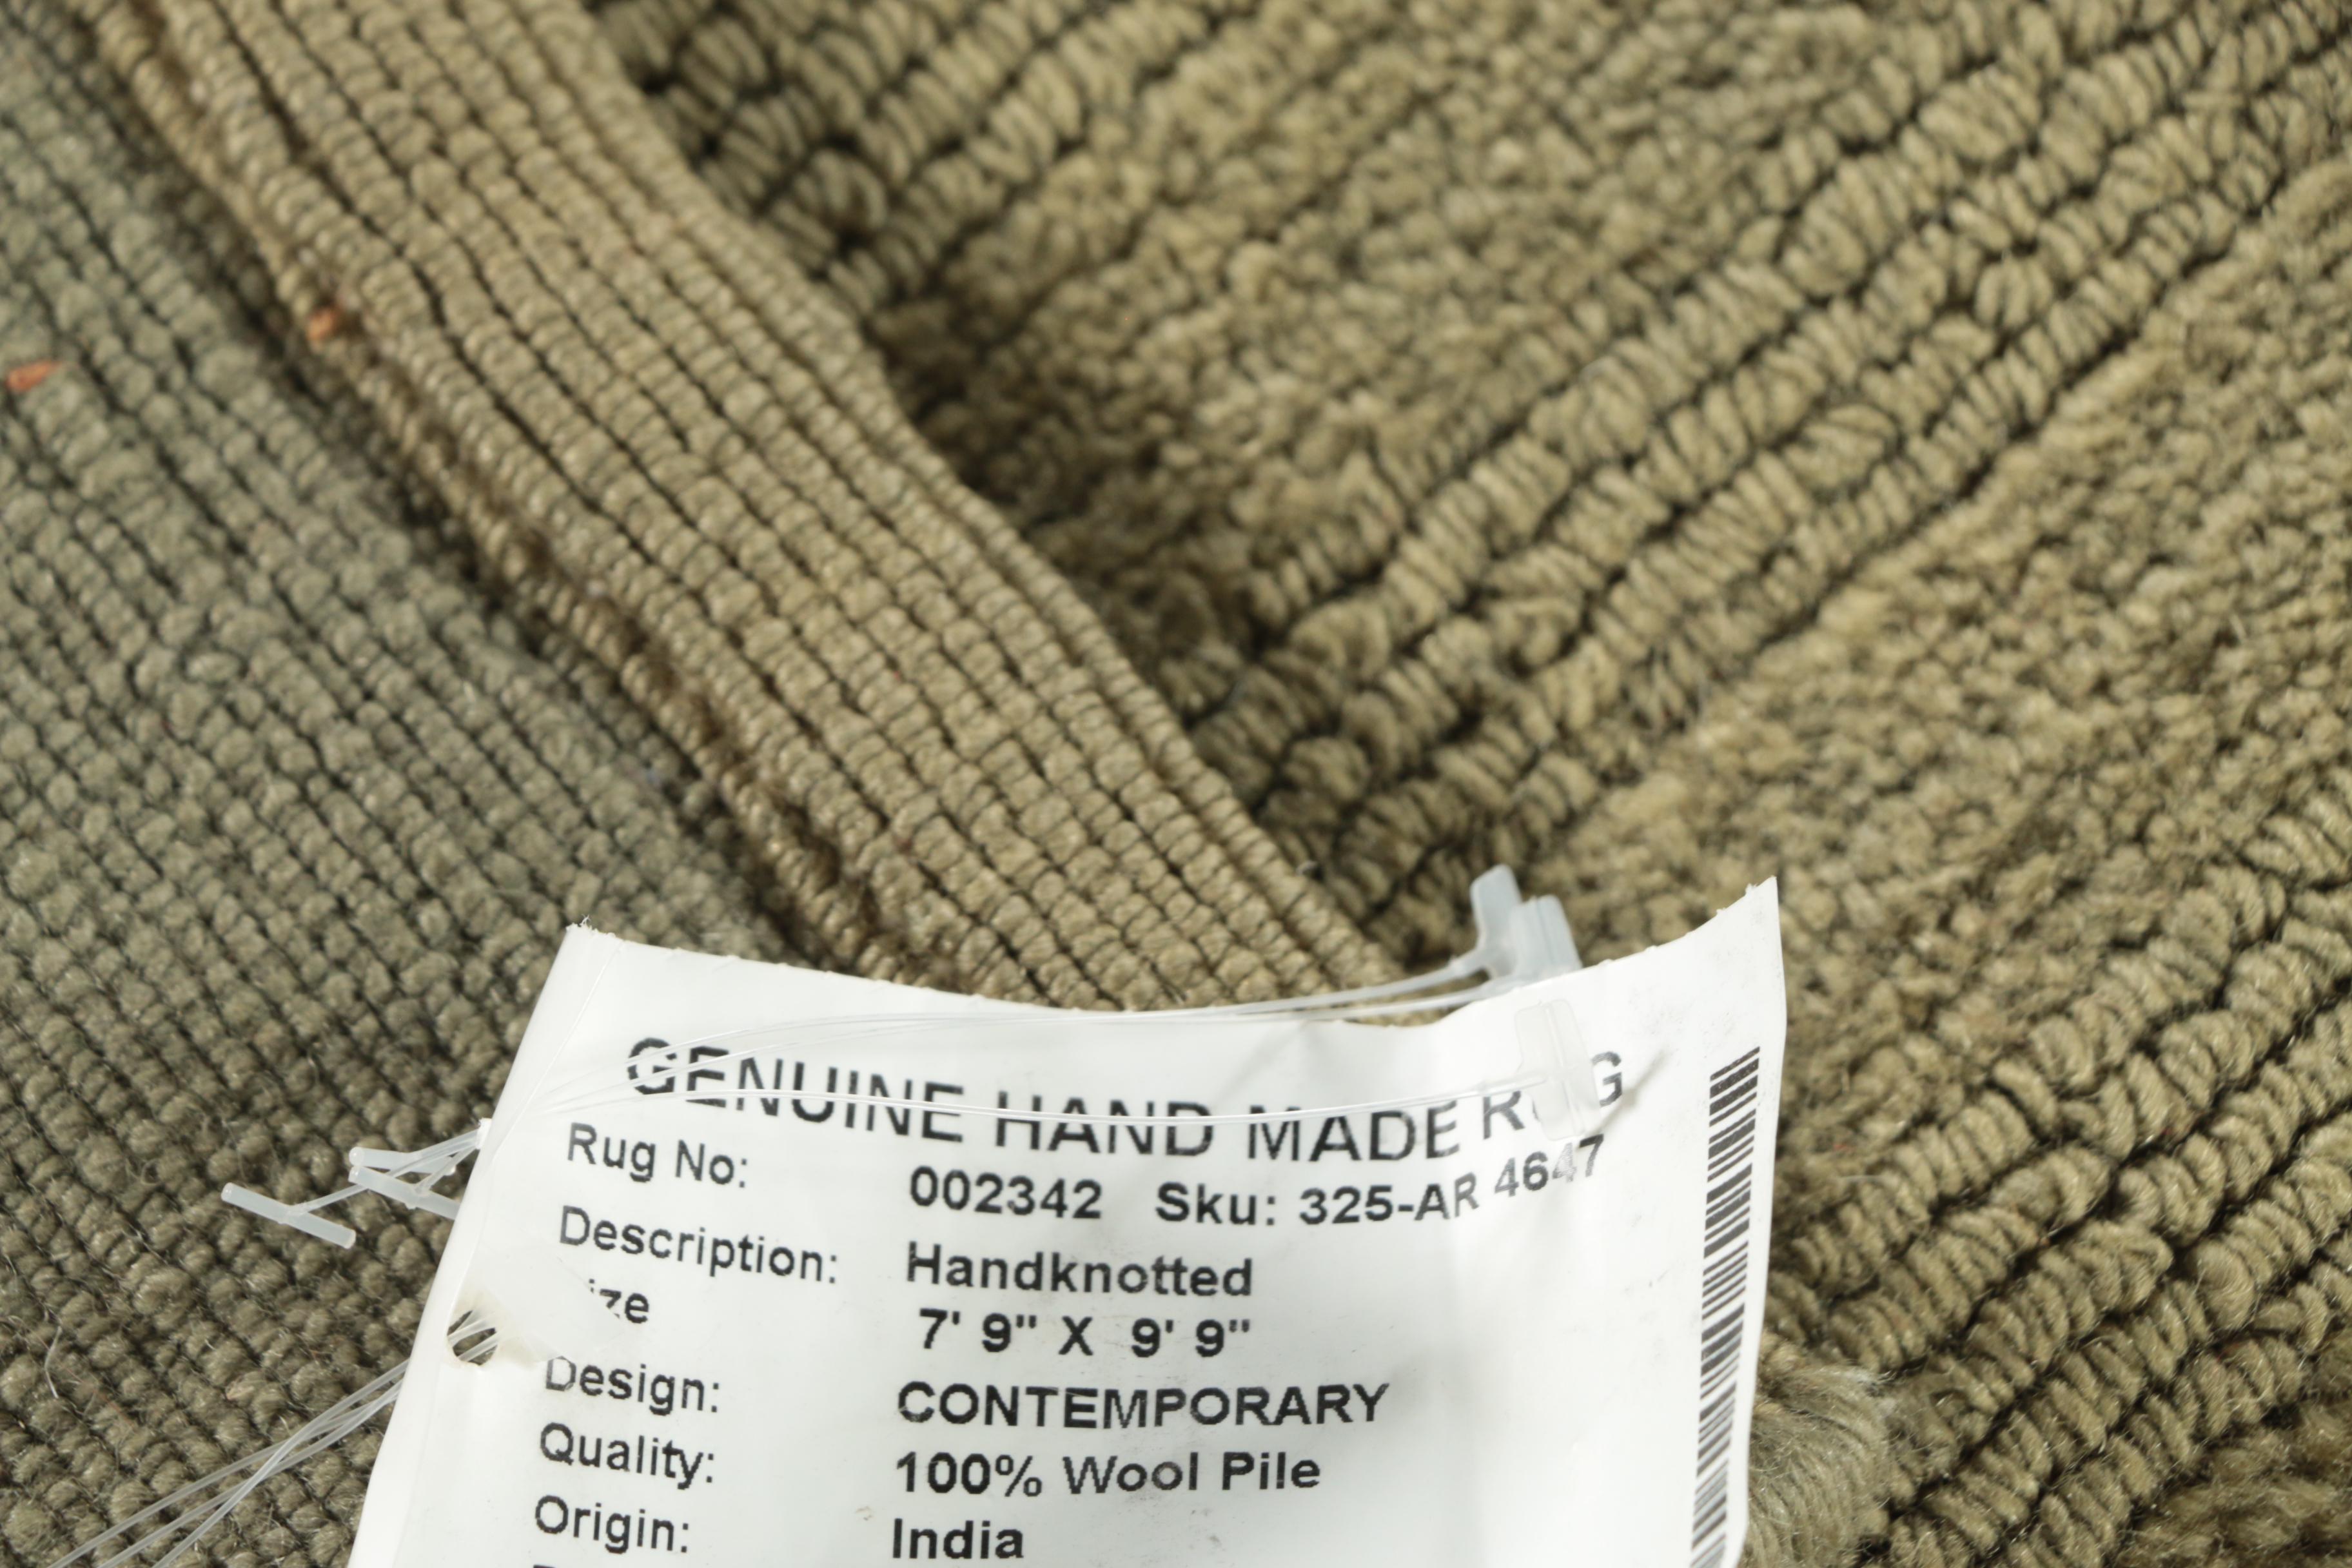 GENUINE HAND MADE RUG
Rug No: 002342 Sku: 325-AR 4647
Description: Handknotted
ize 7' 9" X 9' 9"
Design: CONTEMPORARY
Quality: 100% Wool Pile
Origin: India